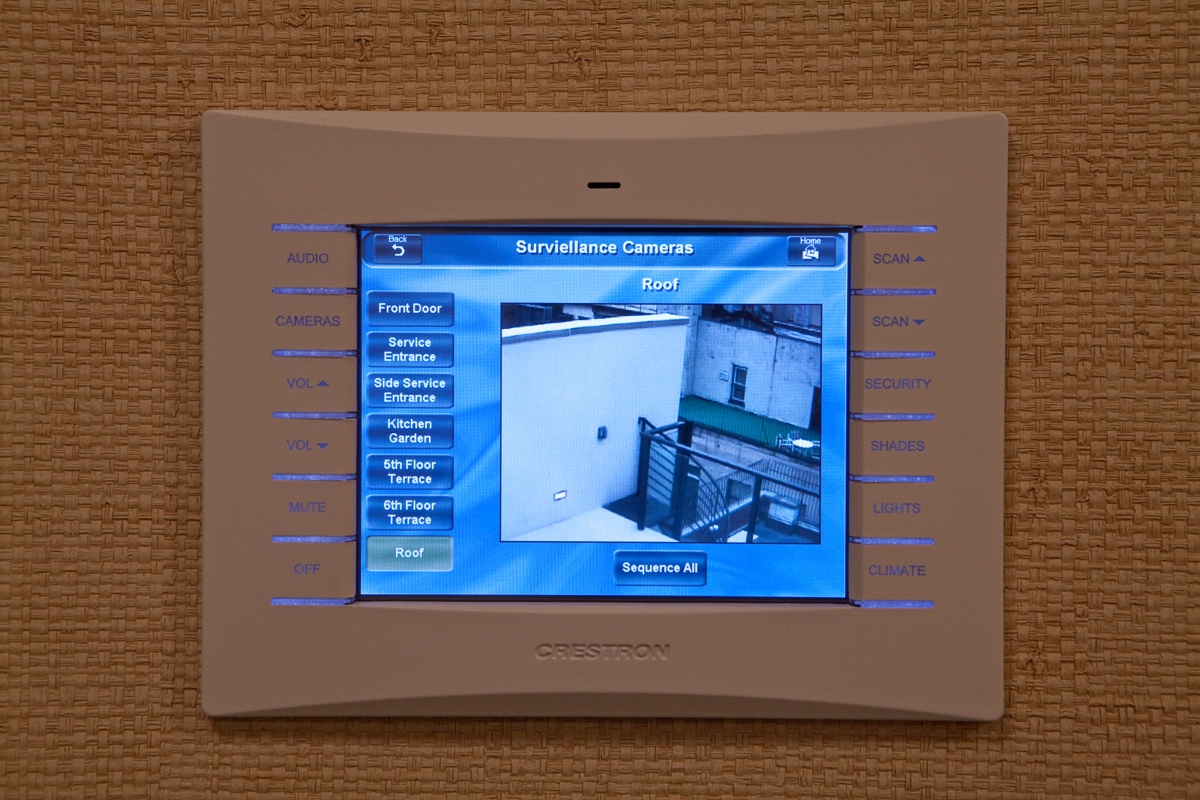 Back
Surviellance Cameras
Home
Roof
AUDIO
CAMERAS
VOL
VOL
MUTE
OFF
Front Door
Service
Entrance
Side Service
Entrance
Kitchen
Garden
5th Floor
Terrace
6th Floor
Terrace
Roof
Sequence All
SCAN
SCAN
SECURITY
SHADES
LIGHTS
CLIMATE
CRESTRON